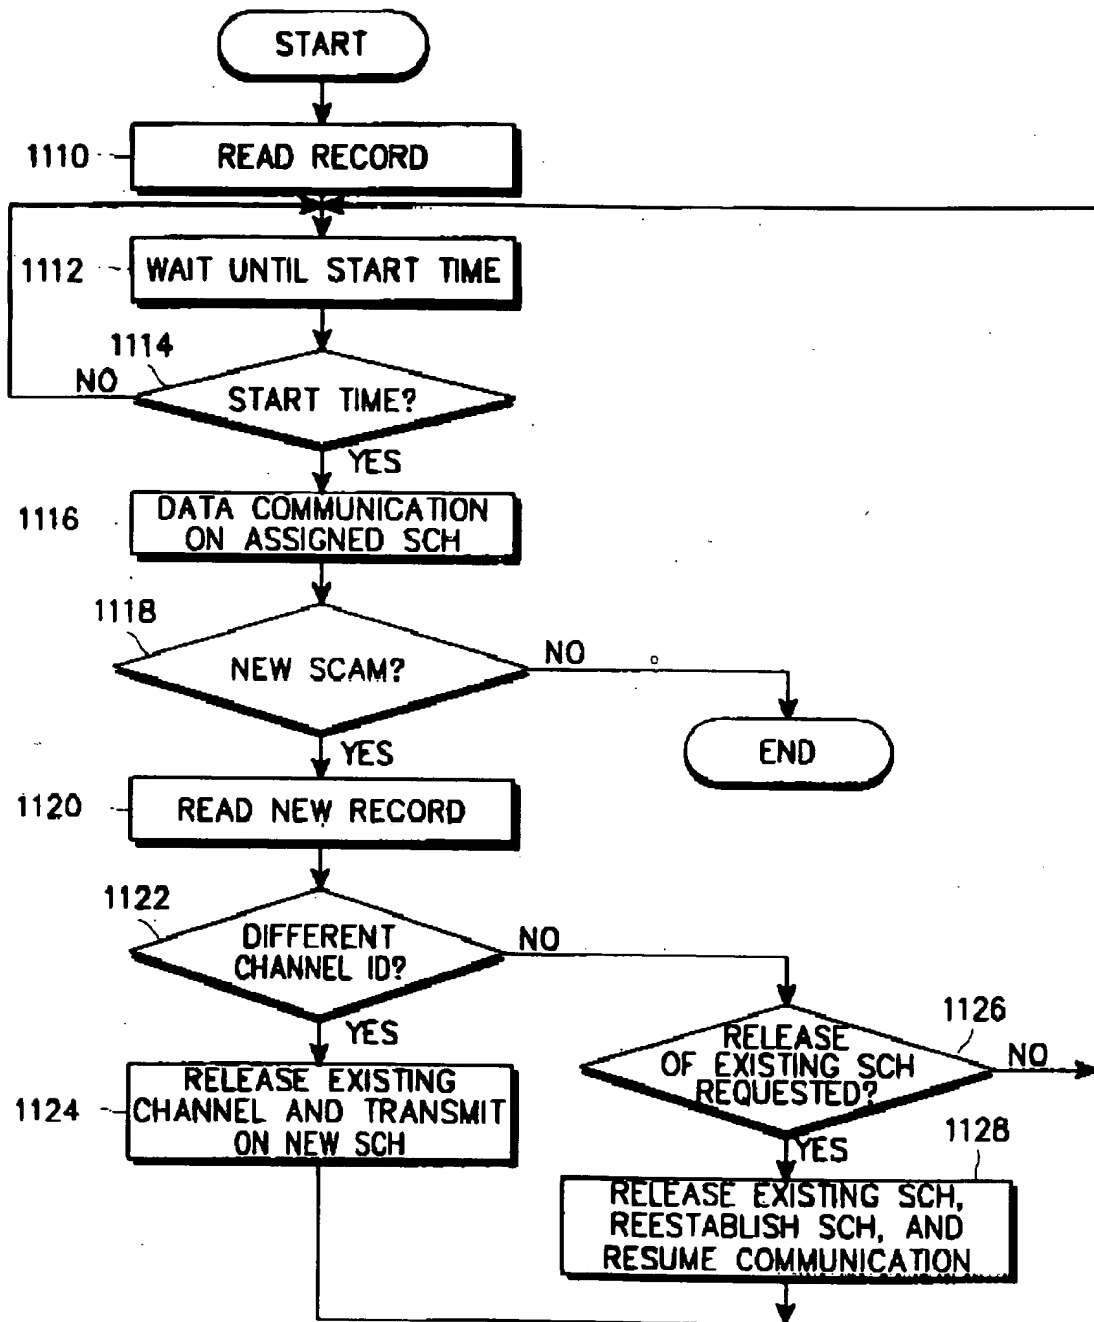 START
1110
READ RECORD
1112
WAIT UNTIL START TIME
1114
NO
START TIME?
YES
1116
DATA COMMUNICATION
ON ASSIGNED SCH
1118
NEW SCAM?
NO
YES
END
1120
READ NEW RECORD
1122
DIFFERENT
CHANNEL ID?
NO
YES
1126
RELEASE
OF EXISTING SCH
REQUESTED?
NO
YES
1124
RELEASE EXISTING
CHANNEL AND TRANSMIT
ON NEW SCH
1128
RELEASE EXISTING SCH,
REESTABLISH SCH, AND
RESUME COMMUNICATION